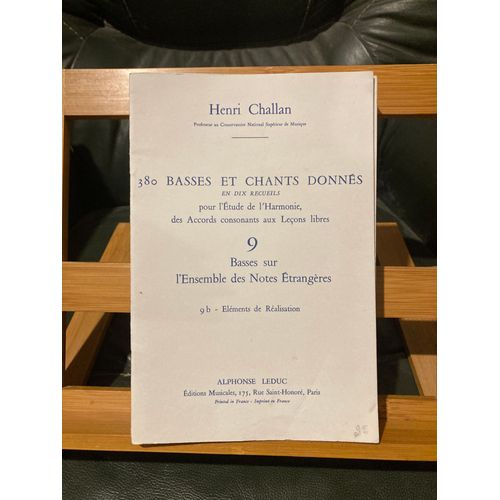 Henri Challan
Professeur au Conservatoire National Supérieur de Musique
380 BASSES ET CHANTS DONNÉS
EN DIX RECUEILS
pour l'Étude de l'Harmonie,
des Accords consonants aux Leçons libres
9
Basses sur
l'Ensemble des Notes Étrangères
9 b - Eléments de Réalisation
ALPHONSE LEDUC
Éditions Musicales, 175, Rue Saint-Honoré, Paris
Printed in France - Imprimé en France